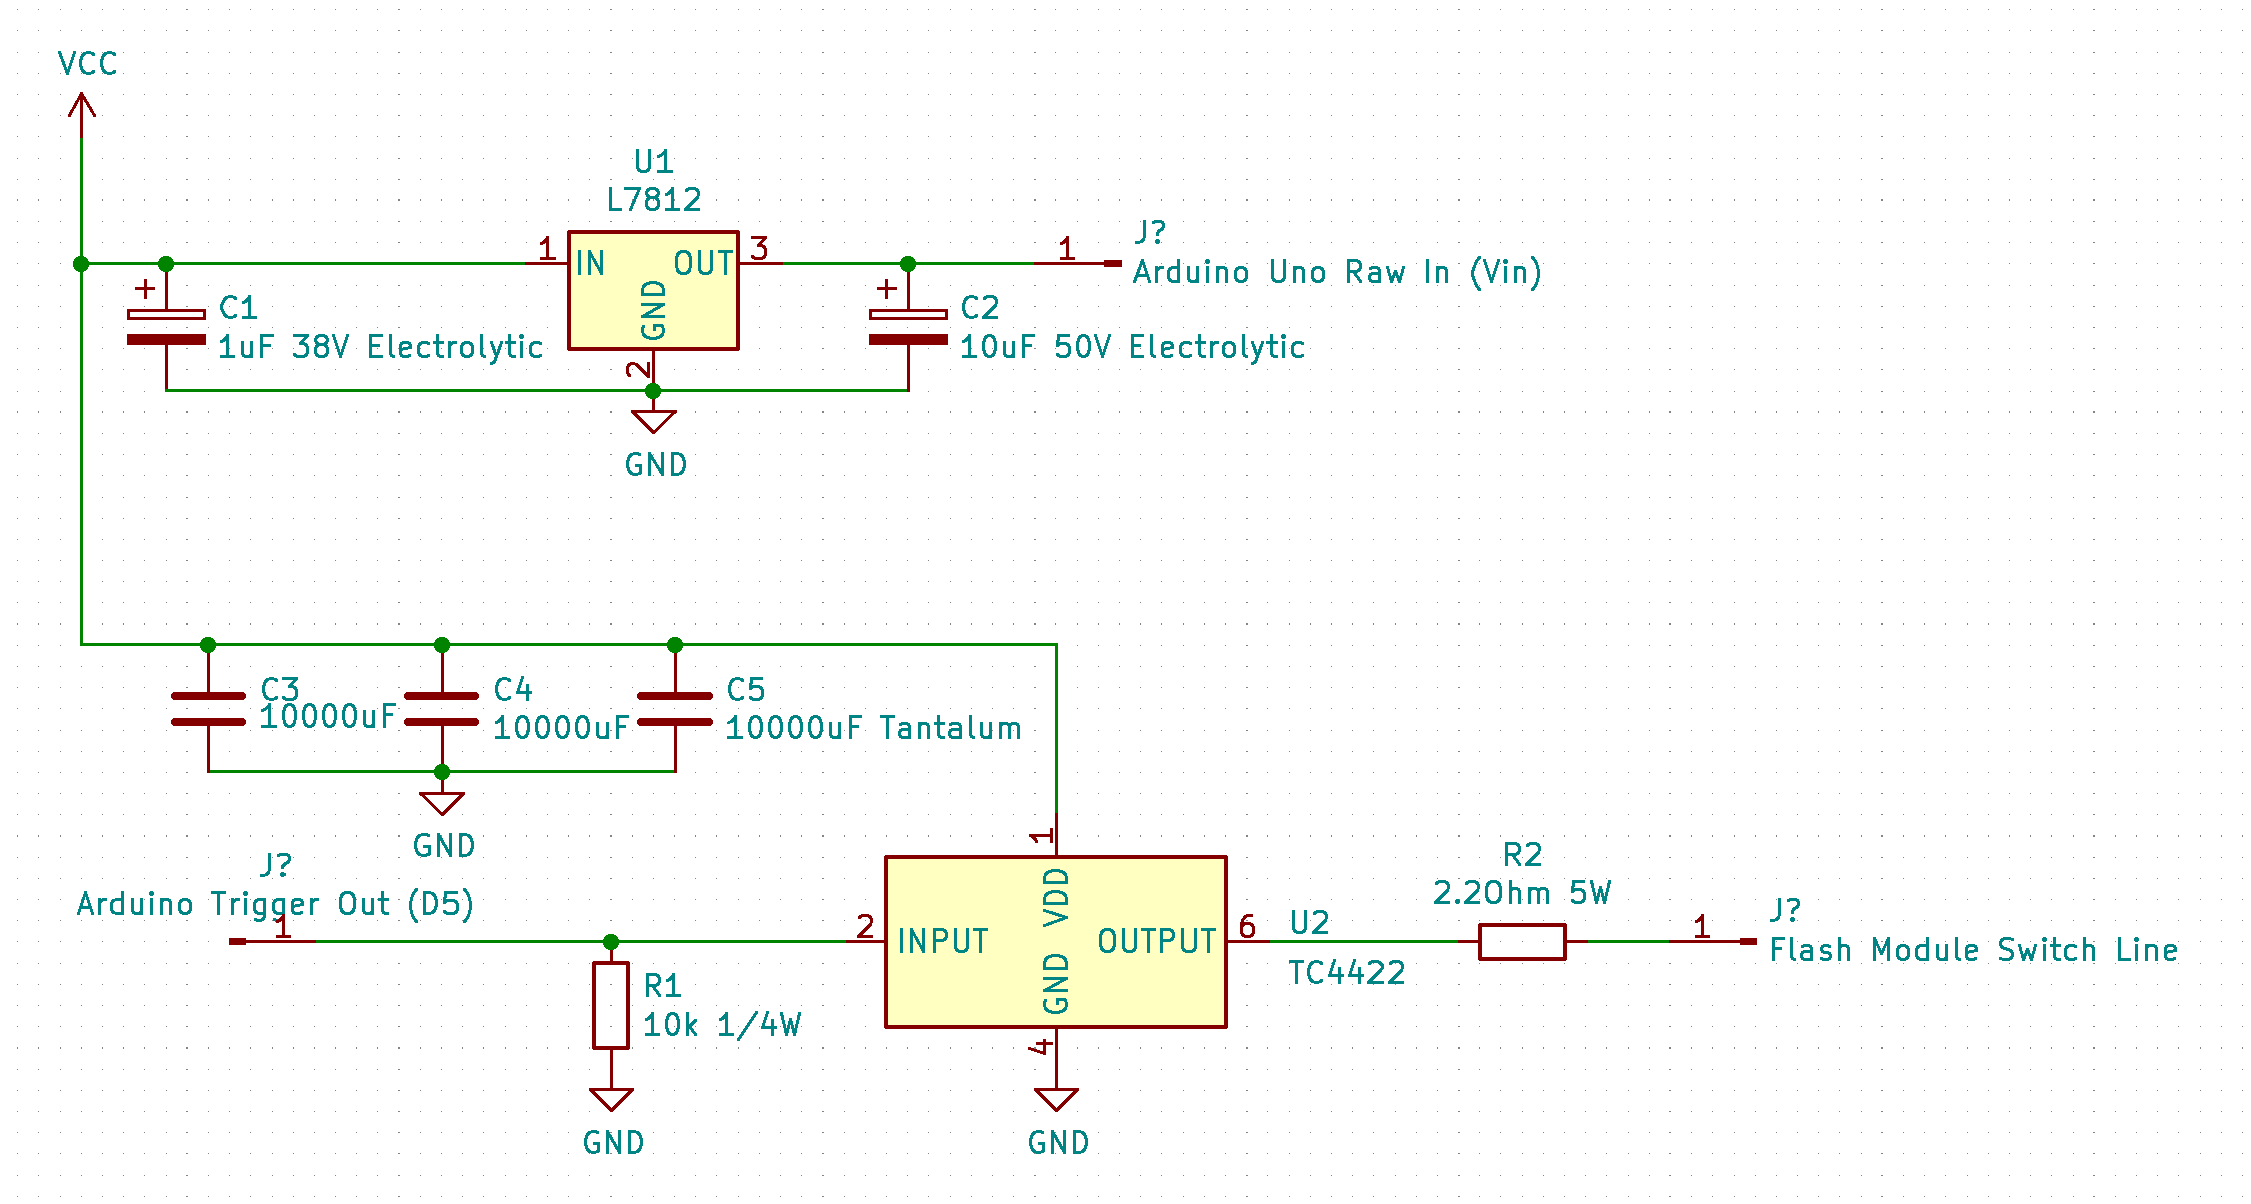 VCC
U1
L7812
1
IN
OUT
3
GND
2
J?
1
Arduino Uno Raw In (Vin)
+
C1
1uF 38V Electrolytic
+
C2
10uF 50V Electrolytic
GND
C3
10000uF
C4
10000uF
C5
10000uF Tantalum
GND
J?
Arduino Trigger Out (D5)
1
R1
10k 1/4W
GND
1
VDD
2
INPUT
OUTPUT
6
GND
4
GND
U2
TC4422
R2
2.2Ohm 5W
J?
1
Flash Module Switch Line